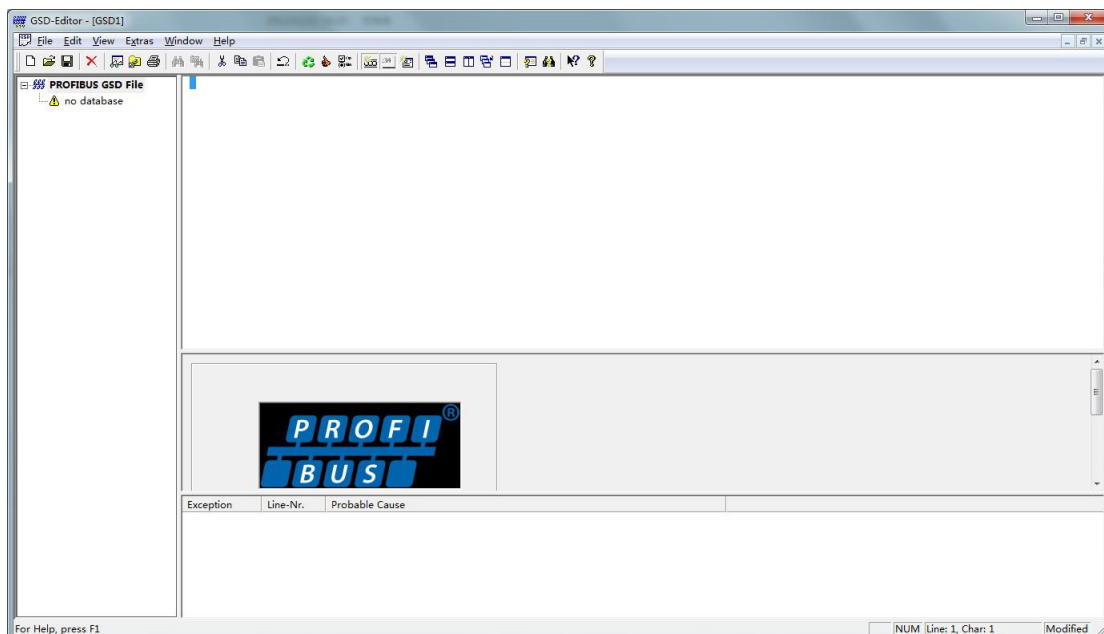 GSD-Editor - [GSD1]
File Edit View Extras Window Help
PROFIBUS GSD File
no database
PROFI ®
BUS
Exception Line-Nr. Probable Cause
For Help, press F1
NUM Line: 1, Char: 1 Modified